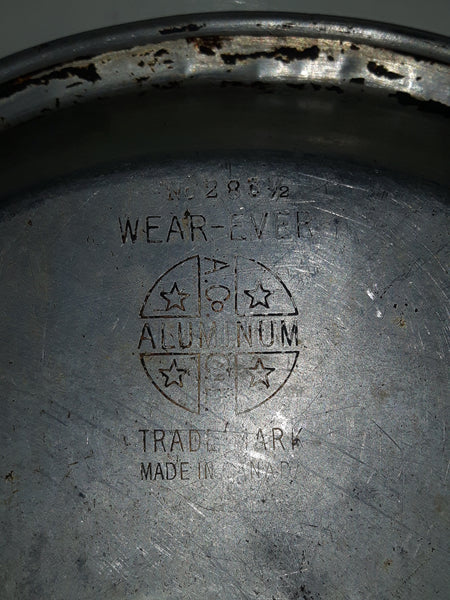 No 286½
WEAR-EVER
ALUMINUM
TRADE MARK
MADE IN CANADA